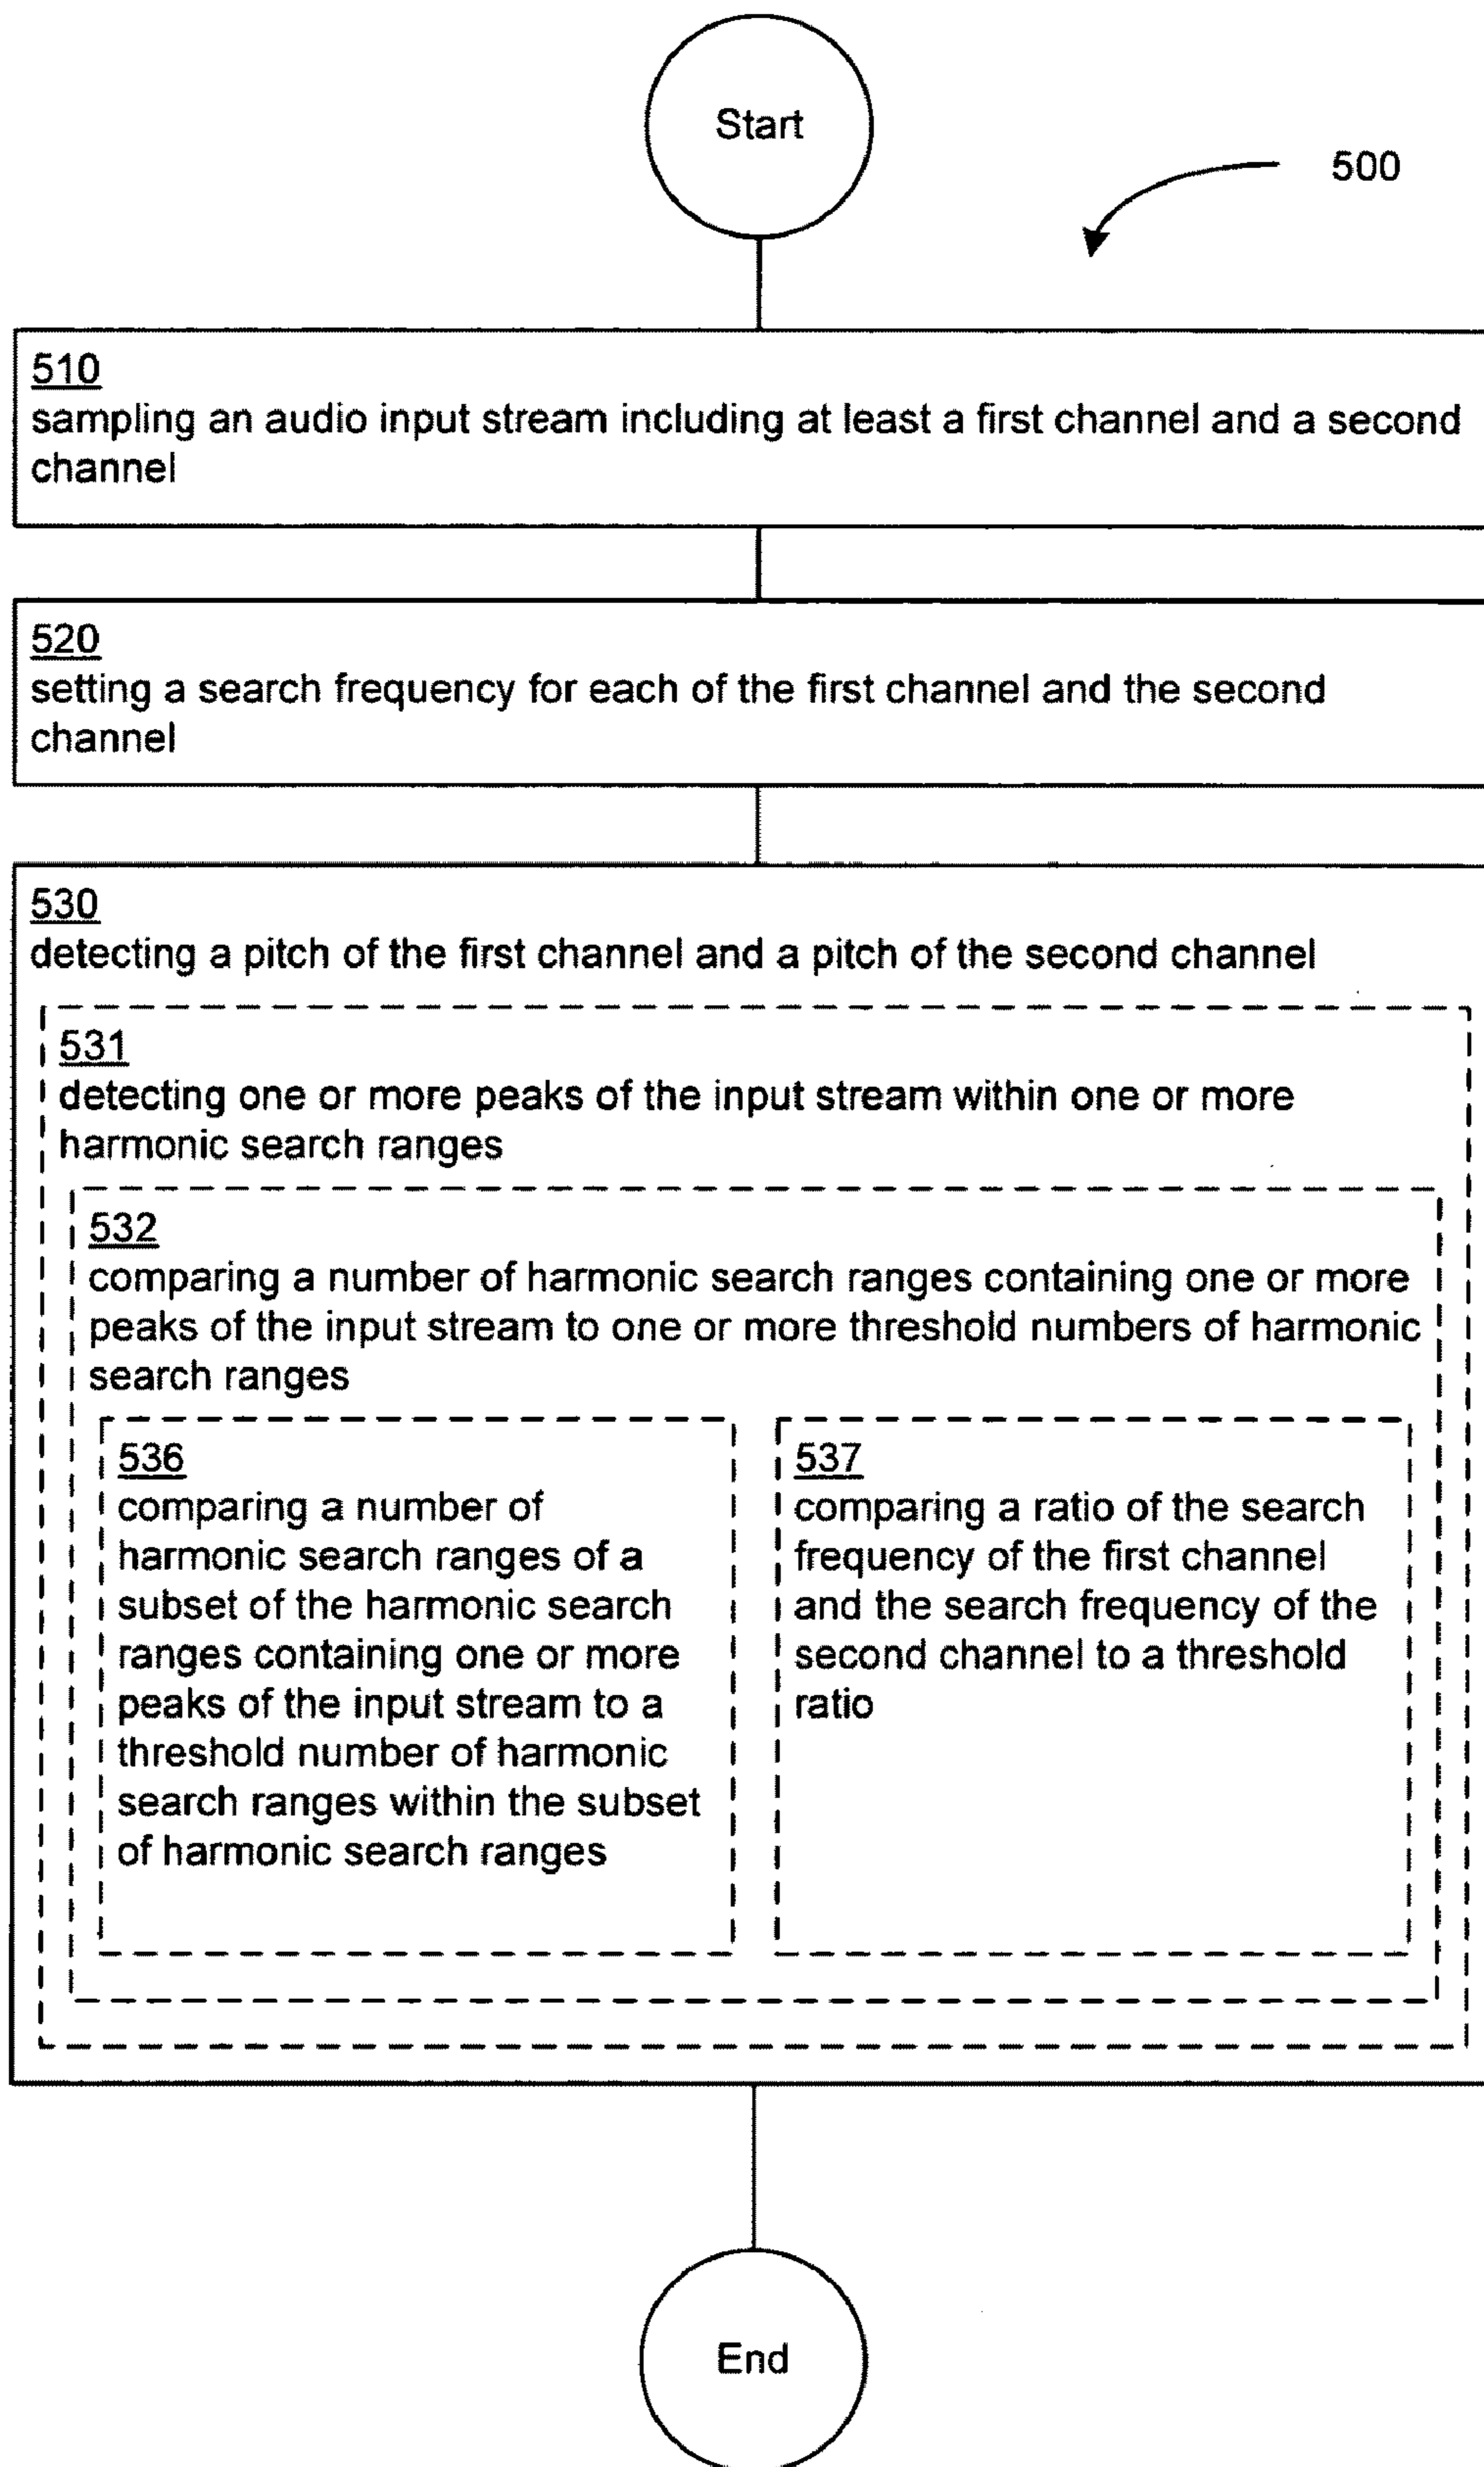 Start
500
510
sampling an audio input stream including at least a first channel and a second
channel
520
setting a search frequency for each of the first channel and the second
channel
530
detecting a pitch of the first channel and a pitch of the second channel
531
detecting one or more peaks of the input stream within one or more
harmonic search ranges
532
comparing a number of harmonic search ranges containing one or more
peaks of the input stream to one or more threshold numbers of harmonic
search ranges
536
comparing a number of
harmonic search ranges of a
subset of the harmonic search
ranges containing one or more
peaks of the input stream to a
threshold number of harmonic
search ranges within the subset
of harmonic search ranges
537
comparing a ratio of the search
frequency of the first channel
and the search frequency of the
second channel to a threshold
ratio
End